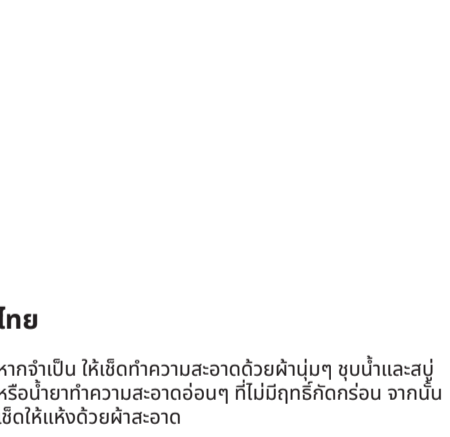 ไทย
หากจำเป็น ให้เช็ดทำความสะอาดด้วยผ้านุ่มๆ ชุบน้ำและสบู่
หรือน้ำยาทำความสะอาดอ่อนๆ ที่ไม่มีฤทธิ์กัดกร่อน จากนั้น
เช็ดให้แห้งด้วยผ้าสะอาด